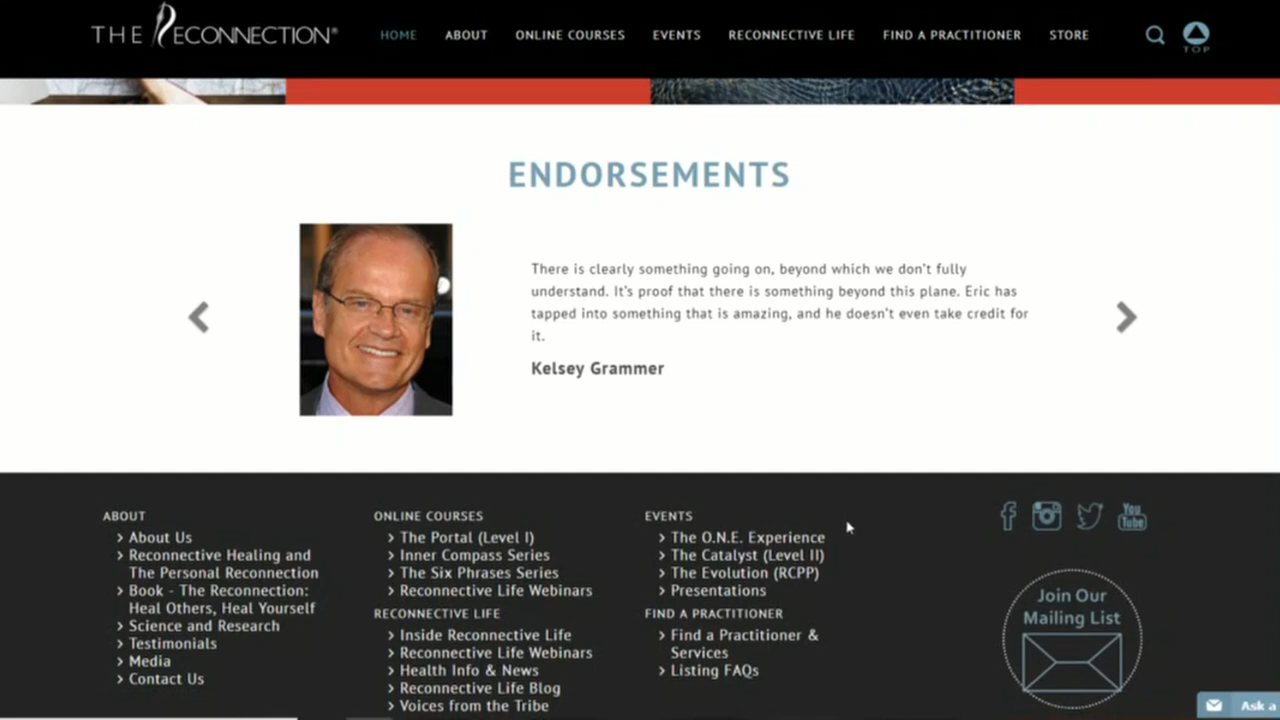 THE RECONNECTION®
HOME ABOUT ONLINE COURSES EVENTS RECONNECTIVE LIFE FIND A PRACTITIONER STORE
TOP
ENDORSEMENTS
There is clearly something going on, beyond which we don't fully
understand. It's proof that there is something beyond this plane. Eric has
tapped into something that is amazing, and he doesn't even take credit for
it.
Kelsey Grammer
ABOUT
> About Us
> Reconnective Healing and
The Personal Reconnection
> Book - The Reconnection:
Heal Others, Heal Yourself
> Science and Research
> Testimonials
> Media
> Contact Us
ONLINE COURSES
> The Portal (Level I)
> Inner Compass Series
> The Six Phrases Series
> Reconnective Life Webinars
RECONNECTIVE LIFE
> Inside Reconnective Life
> Reconnective Life Webinars
> Health Info & News
> Reconnective Life Blog
> Voices from the Tribe
EVENTS
> The O.N.E. Experience
> The Catalyst (Level II)
> The Evolution (RCPP)
> Presentations
FIND A PRACTITIONER
> Find a Practitioner &
Services
> Listing FAQs
You
Tube
Join Our
Mailing List
Ask a